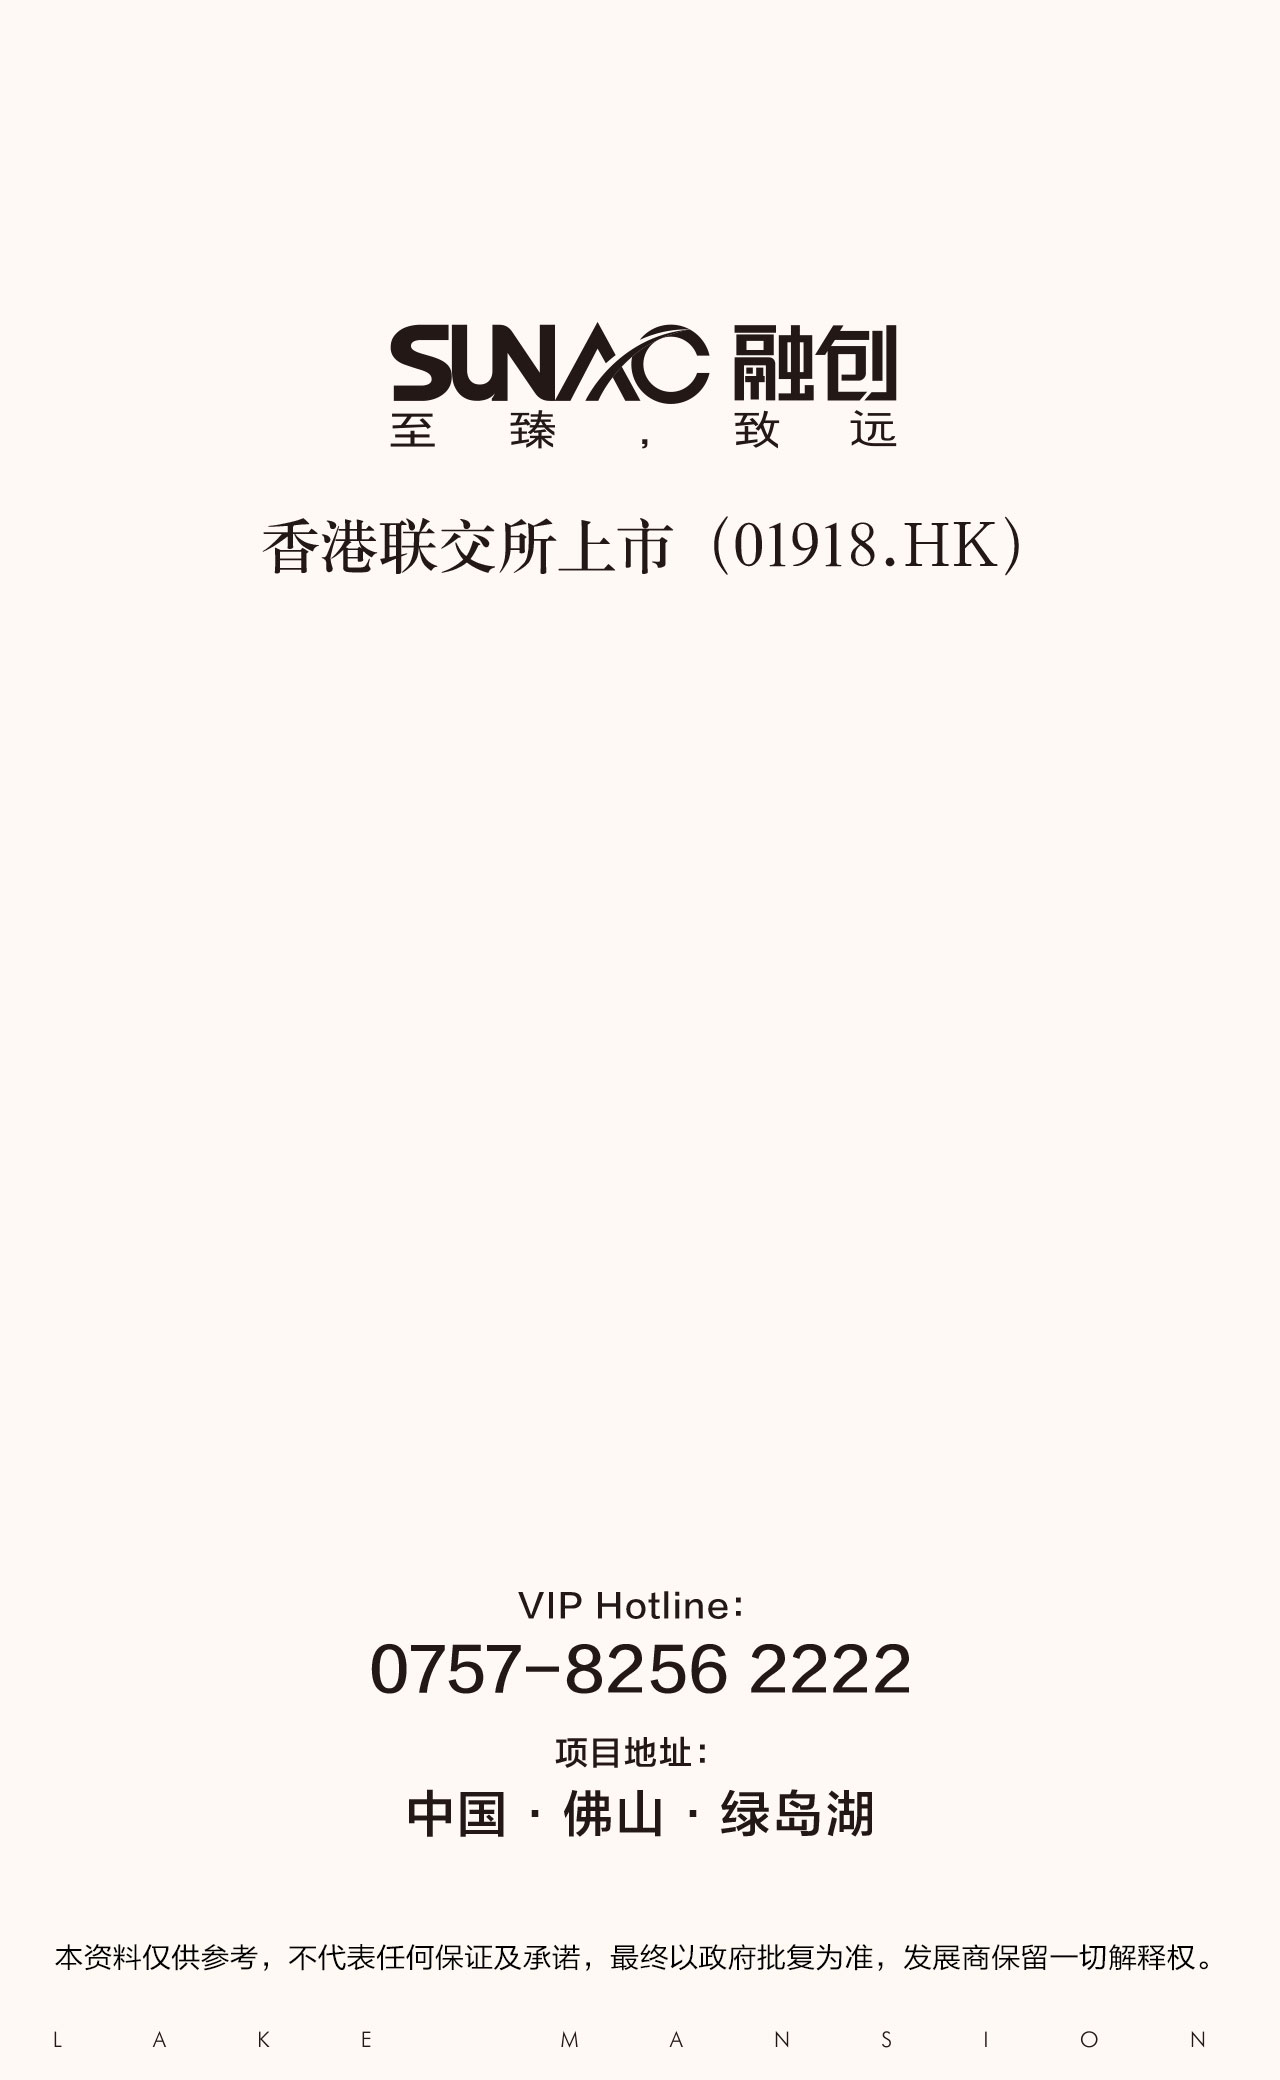 SUNAC 融创
至臻，致远
香港联交所上市（01918.HK）
VIP Hotline：
0757-8256 2222
项目地址：
中国 · 佛山 · 绿岛湖
本资料仅供参考，不代表任何保证及承诺，最终以政府批复为准，发展商保留一切解释权。
LAKE MANSION